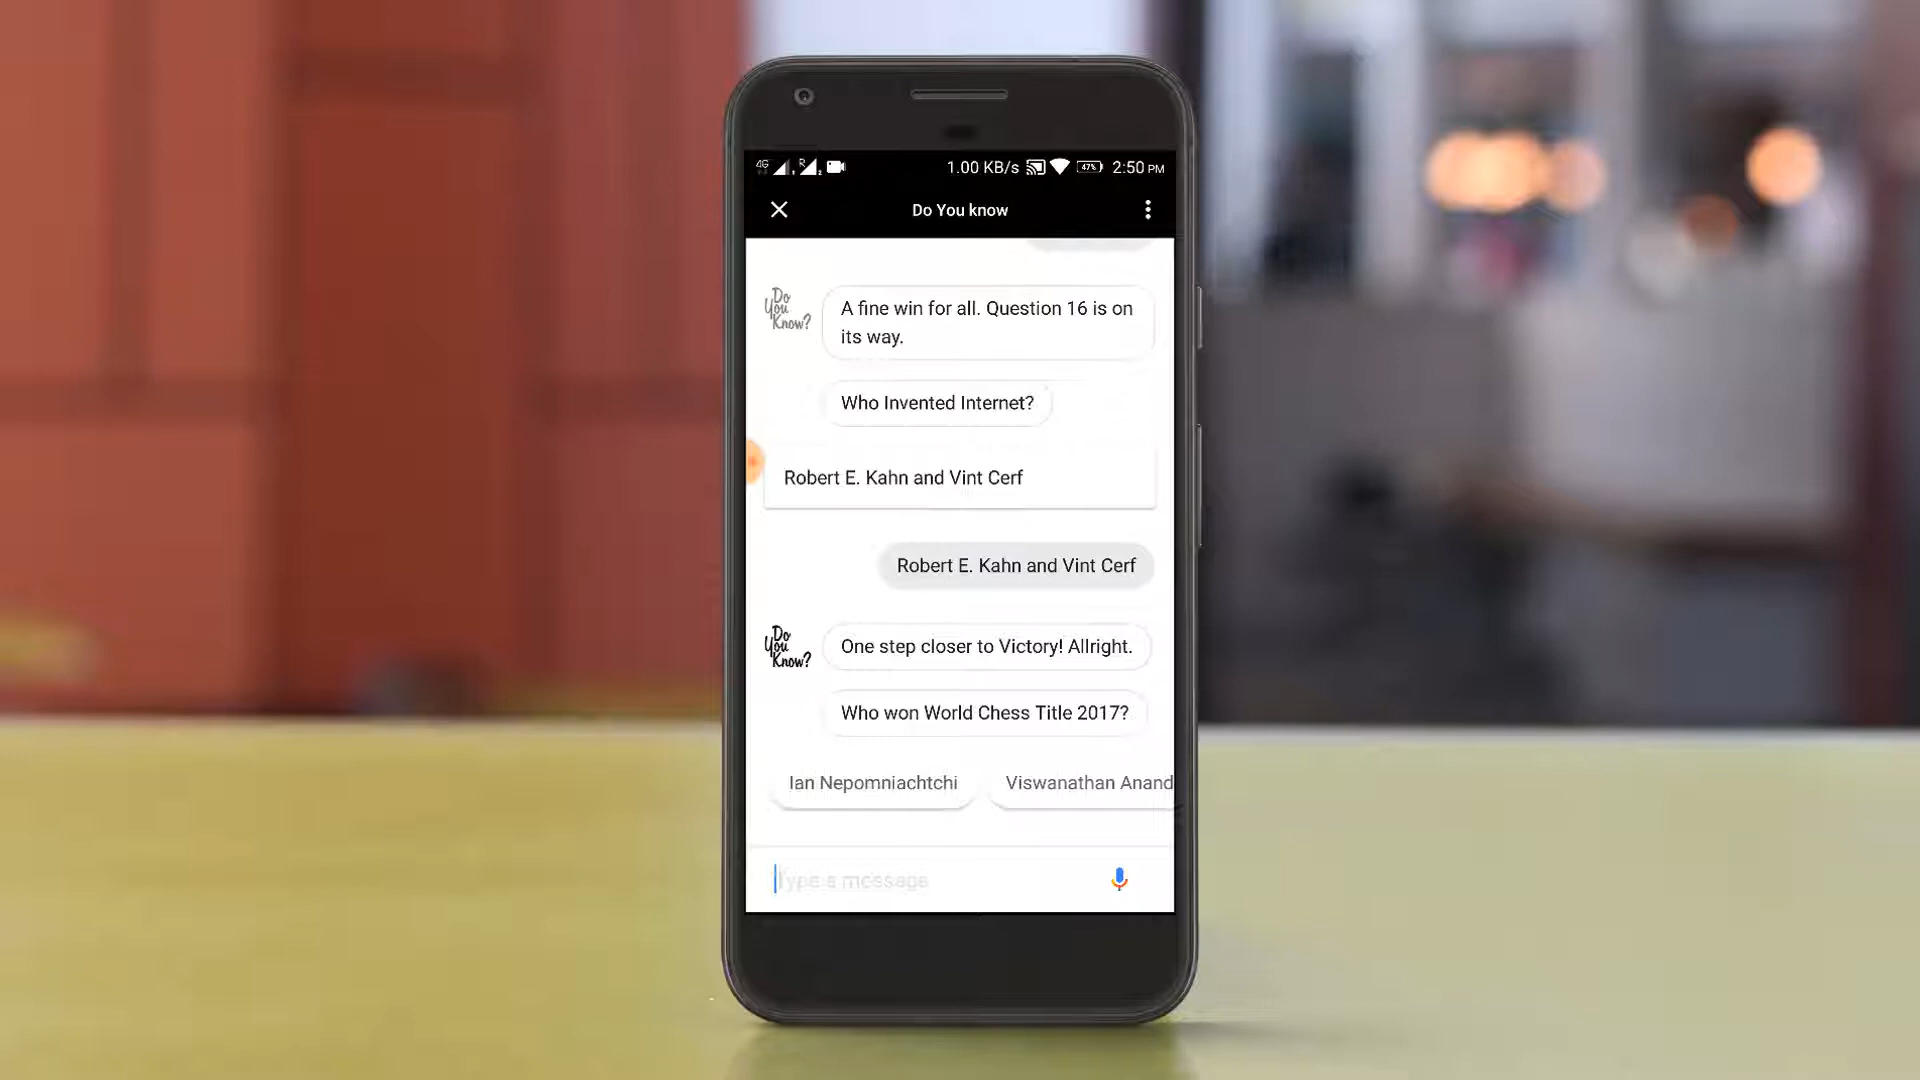 4G R 1.00 KB/s 47% 2:50 PM
Do You know
Do You Know?
A fine win for all. Question 16 is on
its way.
Who Invented Internet?
Robert E. Kahn and Vint Cerf
Robert E. Kahn and Vint Cerf
Do You Know?
One step closer to Victory! Allright.
Who won World Chess Title 2017?
Ian Nepomniachtchi Viswanathan Anand
Type a message